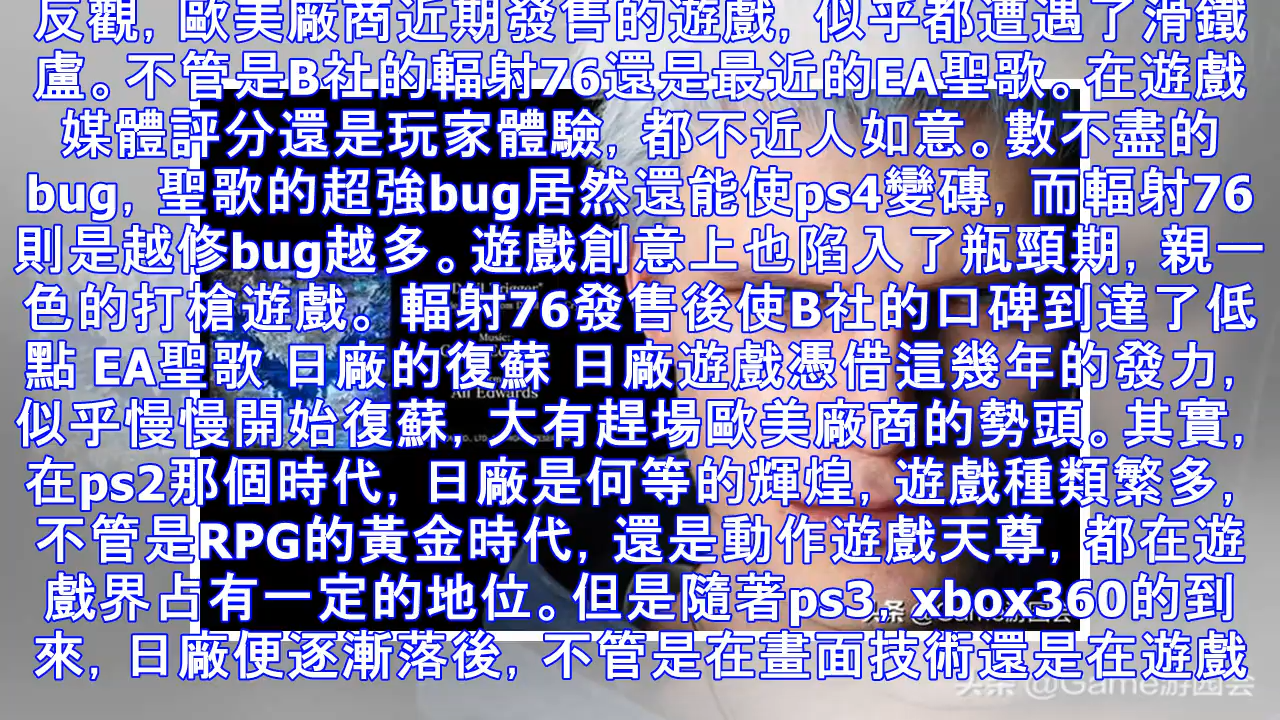 反觀, 歐美廠商近期發售的遊戲, 似乎都遭遇了滑鐵
盧。不管是B社的輻射76還是最近的EA聖歌。在遊戲
媒體評分還是玩家體驗, 都不近人如意。數不盡的
bug, 聖歌的超強bug居然還能使ps4變磚, 而輻射76
則是越修bug越多。遊戲創意上也陷入了瓶頸期, 親一
色的打槍遊戲。 輻射76發售後使B社的口碑到達了低
點 EA聖歌 日廠的復蘇 日廠遊戲憑借這幾年的發力,
似乎慢慢開始復蘇, 大有趕場歐美廠商的勢頭。其實,
在ps2那個時代, 日廠是何等的輝煌, 遊戲種類繁多,
不管是RPG的黃金時代, 還是動作遊戲天尊, 都在遊
戲界占有一定的地位。但是隨著ps3, xbox360的到
來, 日廠便逐漸落後, 不管是在畫面技術還是在遊戲
Music:
Ali Edwards
头条 @Game游园会
头条 @Game游园会